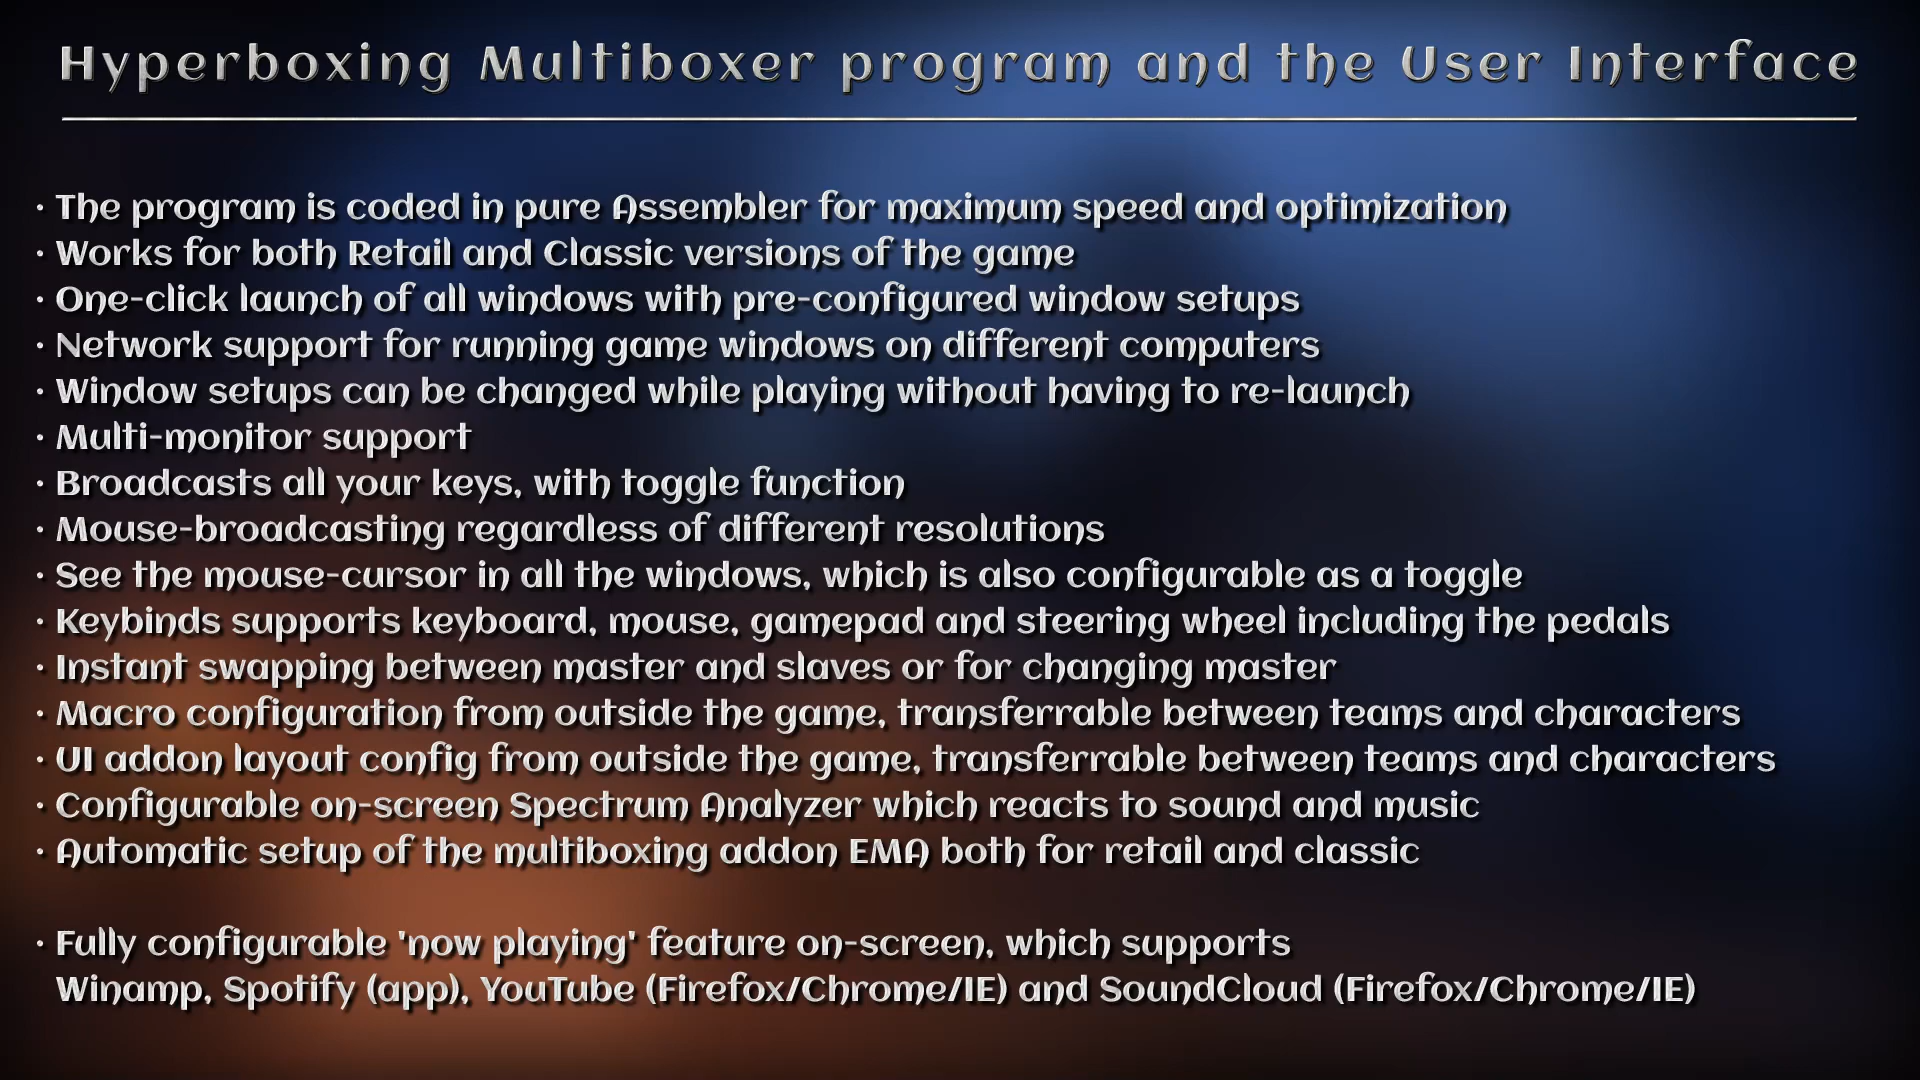 Hyperboxing Multiboxer program and the User Interface
· The program is coded in pure Assembler for maximum speed and optimization
· Works for both Retail and Classic versions of the game
· One-click launch of all windows with pre-configured window setups
· Network support for running game windows on different computers
· Window setups can be changed while playing without having to re-launch
· Multi-monitor support
· Broadcasts all your keys, with toggle function
· Mouse-broadcasting regardless of different resolutions
· See the mouse-cursor in all the windows, which is also configurable as a toggle
· Keybinds supports keyboard, mouse, gamepad and steering wheel including the pedals
· Instant swapping between master and slaves or for changing master
· Macro configuration from outside the game, transferrable between teams and characters
· UI addon layout config from outside the game, transferrable between teams and characters
· Configurable on-screen Spectrum Analyzer which reacts to sound and music
· Automatic setup of the multiboxing addon EMA both for retail and classic
· Fully configurable 'now playing' feature on-screen, which supports
Winamp, Spotify (app), YouTube (Firefox/Chrome/IE) and SoundCloud (Firefox/Chrome/IE)